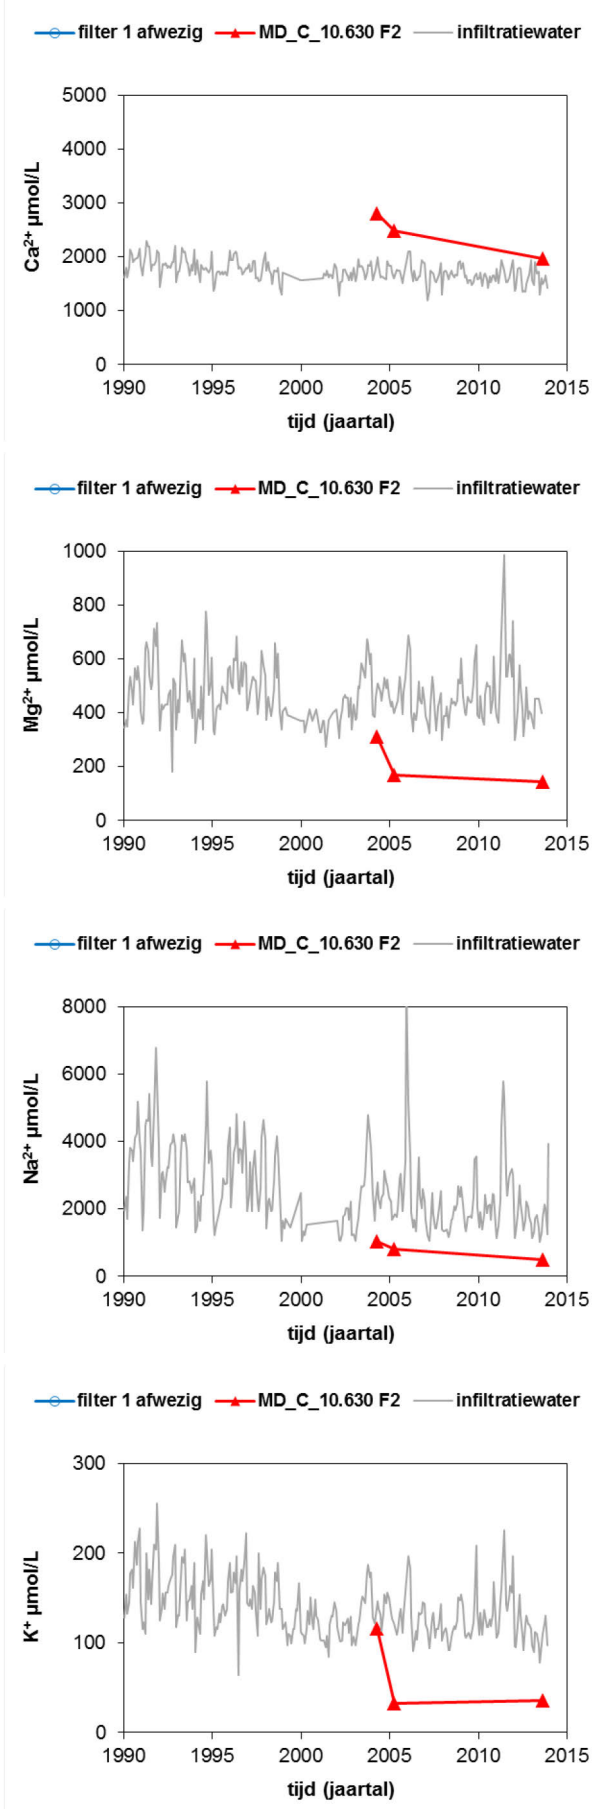 filter 1 afwezig MD_C_10.630 F2 infiltratiewater
5000
4000
3000
2000
1000
0
Ca²⁺ µmol/L
1990 1995 2000 2005 2010 2015
tijd (jaartal)
filter 1 afwezig MD_C_10.630 F2 infiltratiewater
1000
800
600
400
200
0
Mg²⁺ µmol/L
1990 1995 2000 2005 2010 2015
tijd (jaartal)
filter 1 afwezig MD_C_10.630 F2 infiltratiewater
8000
6000
4000
2000
0
Na²⁺ µmol/L
1990 1995 2000 2005 2010 2015
tijd (jaartal)
filter 1 afwezig MD_C_10.630 F2 infiltratiewater
300
200
100
0
K⁺ µmol/L
1990 1995 2000 2005 2010 2015
tijd (jaartal)